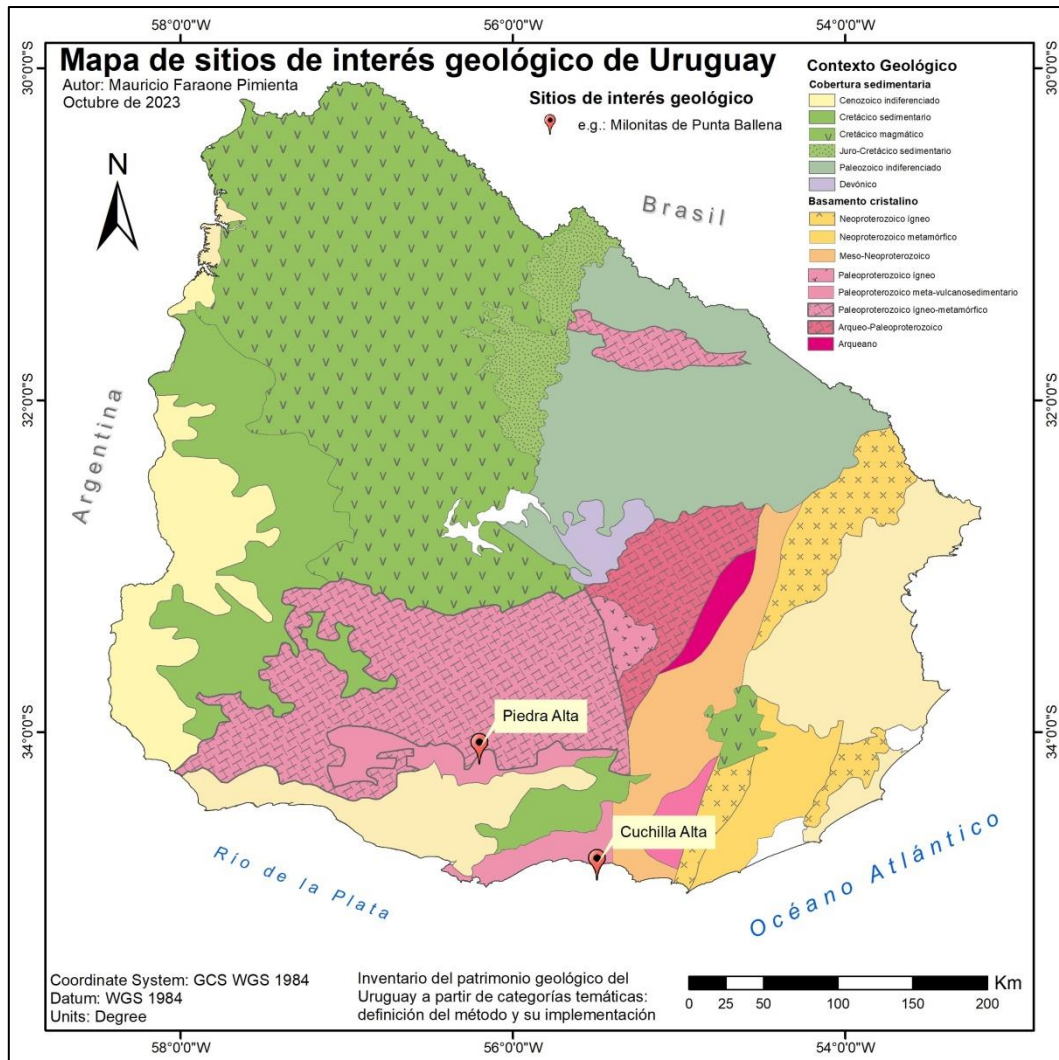 58°0'0"W
56°0'0"W
54°0'0"W
30°0'0"S
30°0'0"S
Mapa de sitios de interés geológico de Uruguay
Autor: Mauricio Faraone Pimienta
Octubre de 2023
Sitios de interés geológico
e.g.: Milonitas de Punta Ballena
Contexto Geológico
Cobertura sedimentaria
Cenozoico indiferenciado
Cretácico sedimentario
Cretácico magmático
Juro-Cretácico sedimentario
Paleozoico indiferenciado
Devónico
Basamento cristalino
Neoproterozoico ígneo
Neoproterozoico metamórfico
Meso-Neoproterozoico
Paleoproterozoico ígneo
Paleoproterozoico meta-vulcanosedimentario
Paleoproterozoico ígneo-metamórfico
Arqueo-Paleoproterozoico
Arqueano
N
Brasil
Argentina
32°0'0"S
32°0'0"S
34°0'0"S
34°0'0"S
Piedra Alta
Cuchilla Alta
Río de la Plata
Océano Atlántico
Coordinate System: GCS WGS 1984
Datum: WGS 1984
Units: Degree
Inventario del patrimonio geológico del
Uruguay a partir de categorías temáticas:
definición del método y su implementación
Km
0 25 50 100 150 200
58°0'0"W
56°0'0"W
54°0'0"W